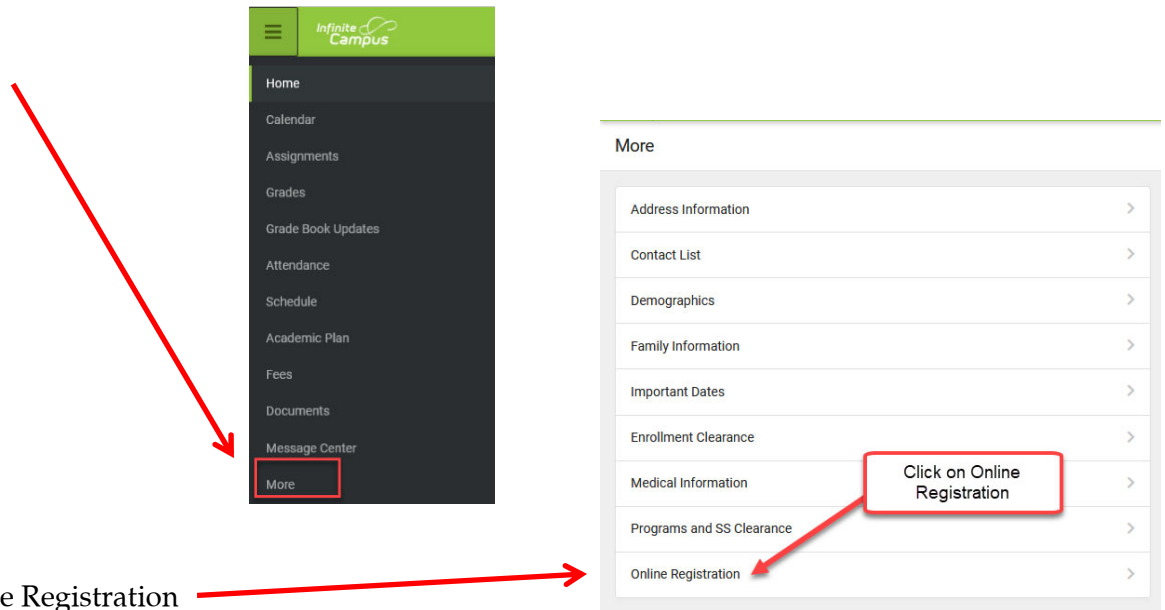 Infinite
Campus
Home
Calendar
Assignments
Grades
Grade Book Updates
Attendance
Schedule
Academic Plan
Fees
Documents
Message Center
More
More
Address Information
Contact List
Demographics
Family Information
Important Dates
Enrollment Clearance
Medical Information
Programs and SS Clearance
Online Registration
Click on Online
Registration
e Registration